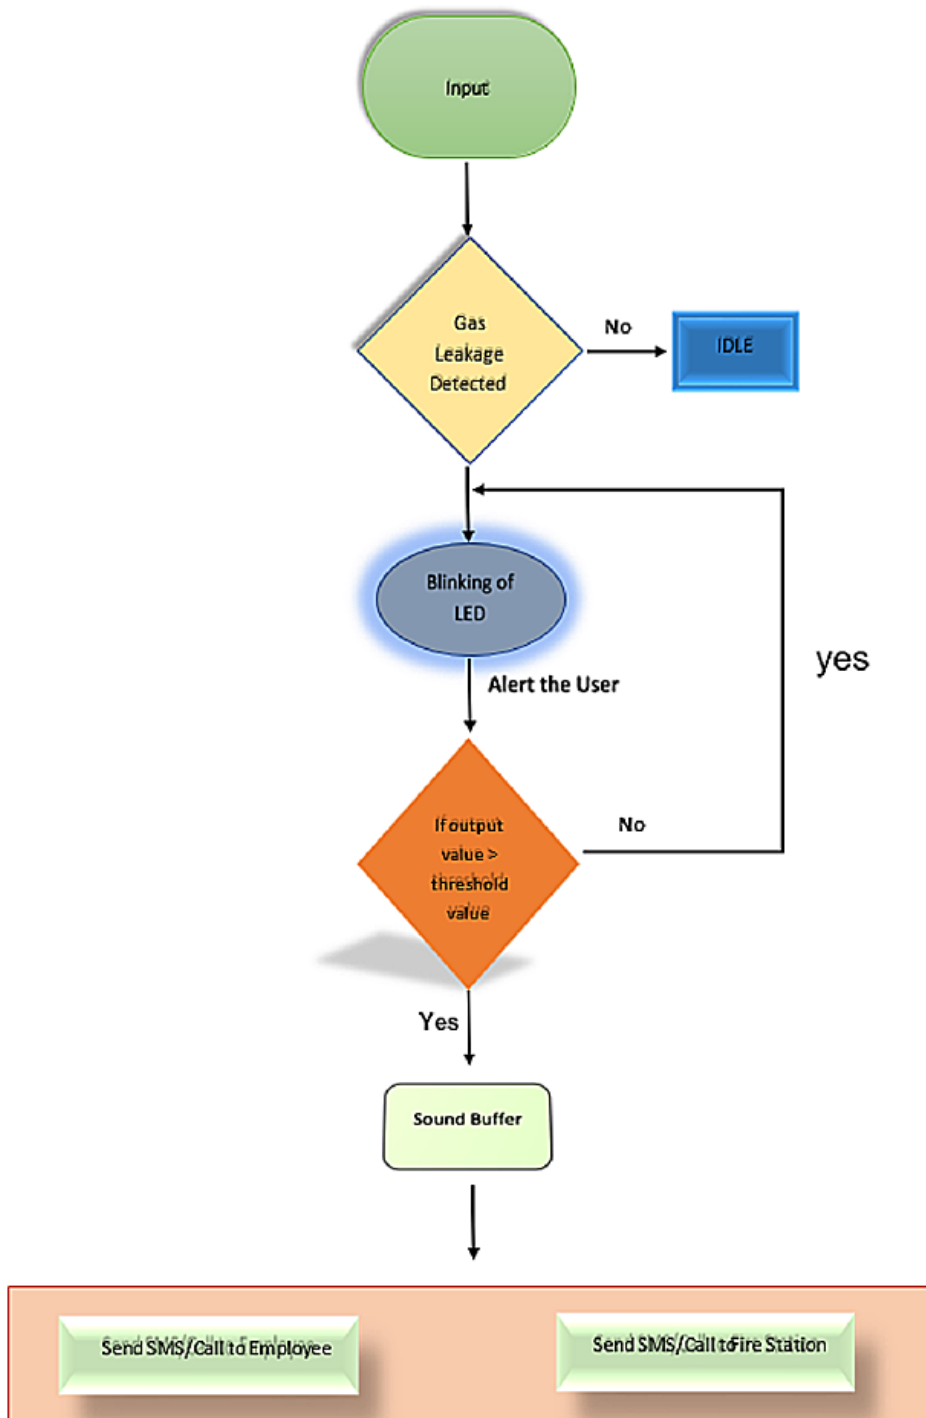 Input
Gas
Leakage
Detected
No
IDLE
Blinking of
LED
yes
Alert the User
If output
value >
threshold
value
No
Yes
Sound Buffer
Send SMS/Call to Employee
Send SMS/Call to Fire Station